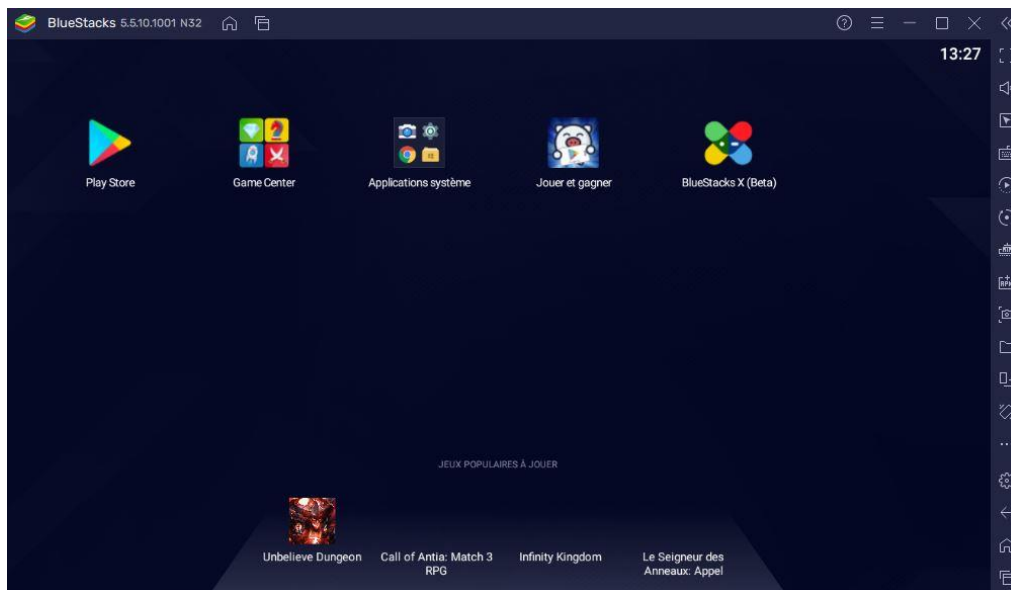 BlueStacks 5.5.10.1001 N32
13:27
Play Store
Game Center
Applications système
Jouer et gagner
BlueStacks X (Beta)
JEUX POPULAIRES À JOUER
Unbelieve Dungeon
Call of Antia: Match 3
RPG
Infinity Kingdom
Le Seigneur des
Anneaux: Appel